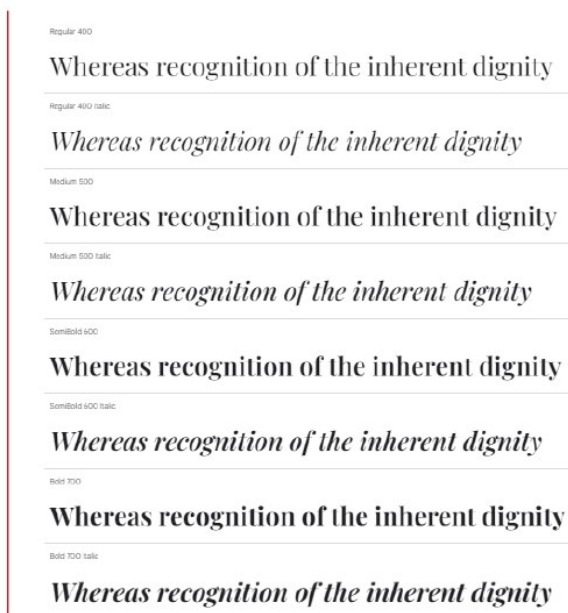 Regular 400
Whereas recognition of the inherent dignity
Regular 400 Italic
Whereas recognition of the inherent dignity
Medium 500
Whereas recognition of the inherent dignity
Medium 500 Italic
Whereas recognition of the inherent dignity
SemiBold 600
Whereas recognition of the inherent dignity
SemiBold 600 Italic
Whereas recognition of the inherent dignity
Bold 700
Whereas recognition of the inherent dignity
Bold 700 Italic
Whereas recognition of the inherent dignity